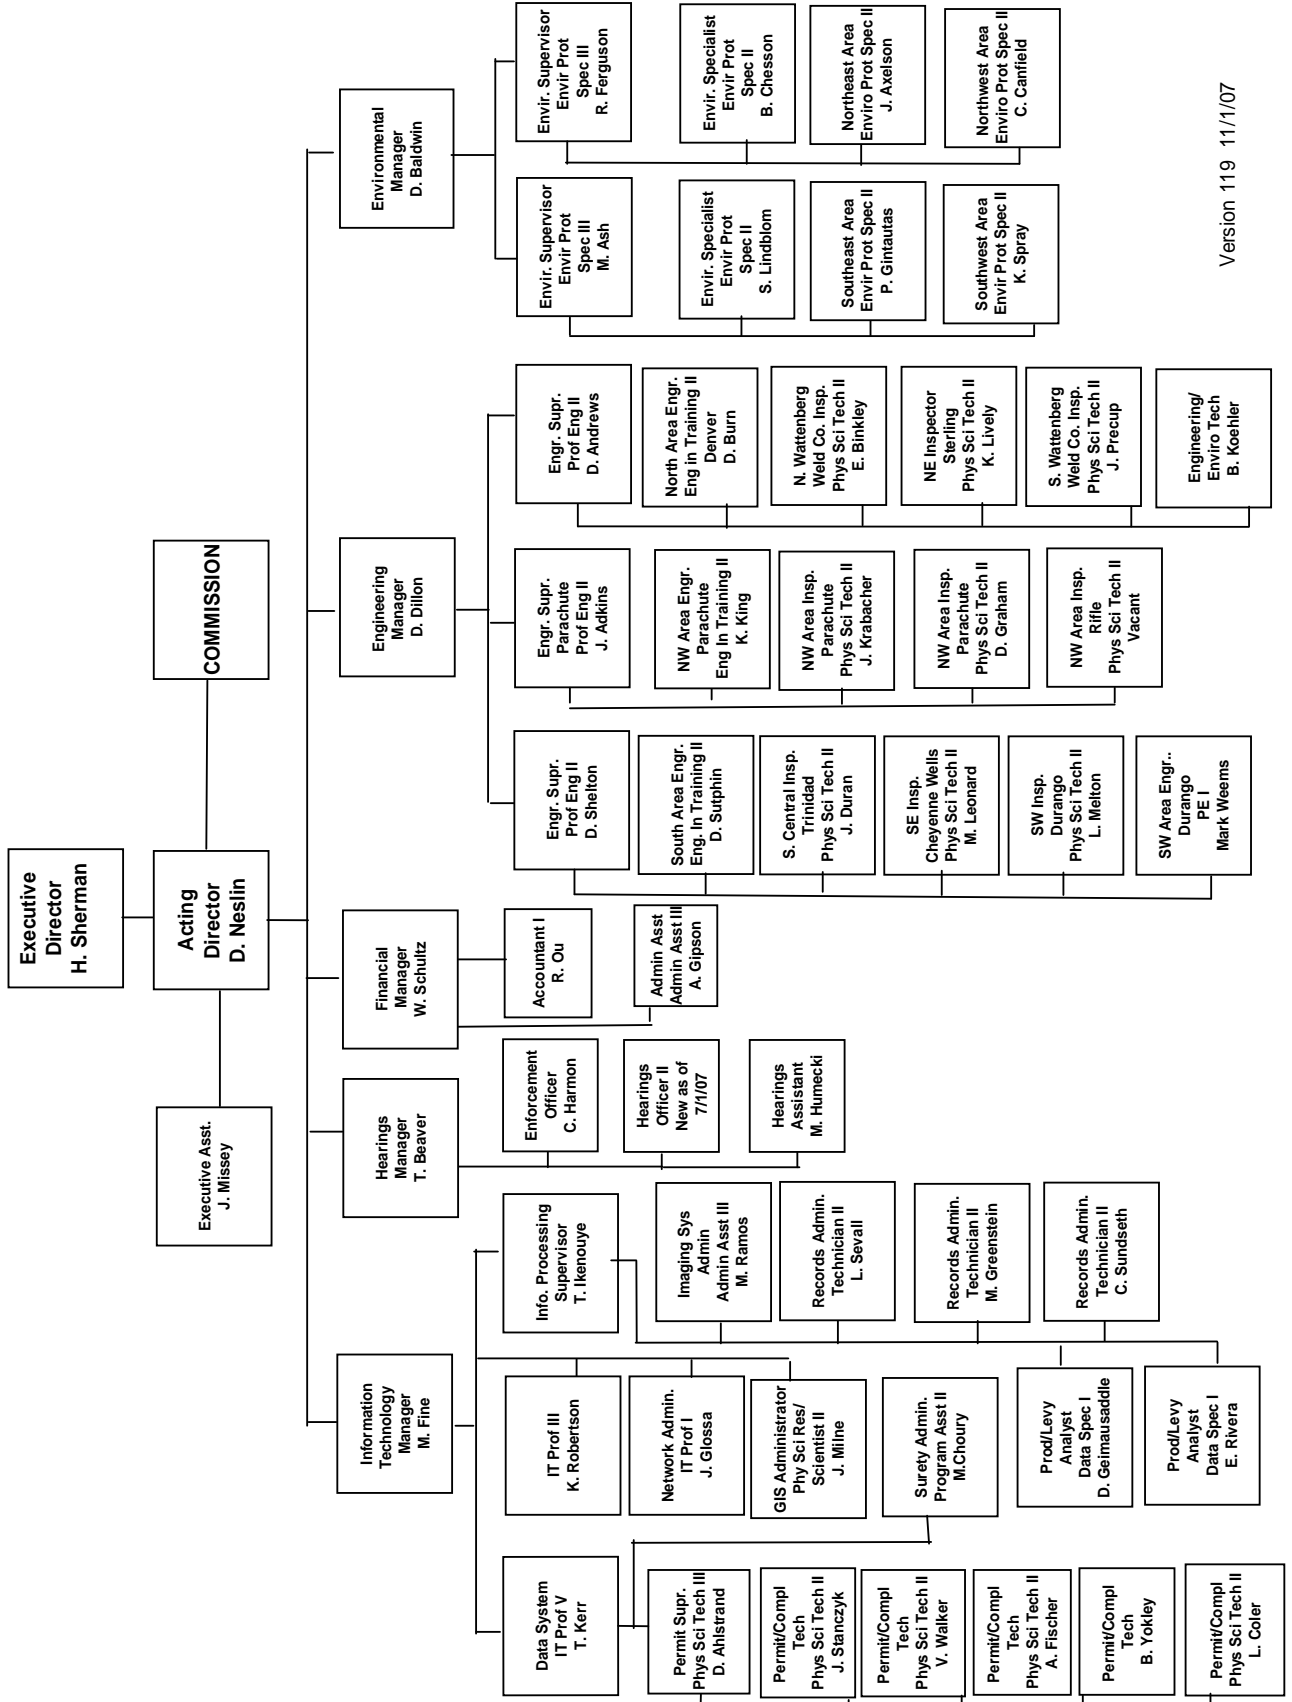 Executive
Director
H. Sherman
Acting
Director
D. Neslin
COMMISSION
Executive Asst.
J. Missey
Information
Technology
Manager
M. Fine
Hearings
Manager
T. Beaver
Financial
Manager
W. Schultz
Engineering
Manager
D. Dillon
Environmental
Manager
D. Baldwin
Data System
IT Prof V
T. Kerr
Permit Supr.
Phys Sci Tech III
D. Ahlstrand
Permit/Compl
Tech
Phys Sci Tech II
J. Stanczyk
Permit/Compl
Tech
Phys Sci Tech II
V. Walker
Permit/Compl
Tech
Phys Sci Tech II
A. Fischer
Permit/Compl
Tech
B. Yokley
Permit/Compl
Phys Sci Tech II
L. Coler
IT Prof III
K. Robertson
Network Admin.
IT Prof I
J. Glossa
GIS Administrator
Phy Sci Res/
Scientist II
J. Milne
Surety Admin.
Program Asst II
M.Choury
Prod/Levy
Analyst
Data Spec I
D. Geimausaddle
Prod/Levy
Analyst
Data Spec I
E. Rivera
Info. Processing
Supervisor
T. Ikenouye
Imaging Sys
Admin
Admin Asst III
M. Ramos
Records Admin.
Technician II
L. Sevall
Records Admin.
Technician II
M. Greenstein
Records Admin.
Technician II
C. Sundseth
Enforcement
Officer
C. Harmon
Hearings
Officer II
New as of
7/1/07
Hearings
Assistant
M. Humecki
Accountant I
R. Ou
Admin Asst
Admin Asst III
A. Gipson
Engr. Supr.
Prof Eng II
D. Shelton
South Area Engr.
Eng. In Training II
D. Sutphin
S. Central Insp.
Trinidad
Phys Sci Tech II
J. Duran
SE Insp.
Cheyenne Wells
Phys Sci Tech II
M. Leonard
SW Insp.
Durango
Phys Sci Tech II
L. Melton
SW Area Engr..
Durango
PE I
Mark Weems
Engr. Supr.
Parachute
Prof Eng II
J. Adkins
NW Area Engr.
Parachute
Eng In Training II
K. King
NW Area Insp.
Parachute
Phys Sci Tech II
J. Krabacher
NW Area Insp.
Parachute
Phys Sci Tech II
D. Graham
NW Area Insp.
Rifle
Phys Sci Tech II
Vacant
Engr. Supr.
Prof Eng II
D. Andrews
North Area Engr.
Eng in Training II
Denver
D. Burn
N. Wattenberg
Weld Co. Insp.
Phys Sci Tech II
E. Binkley
NE Inspector
Sterling
Phys Sci Tech II
K. Lively
S. Wattenberg
Weld Co. Insp.
Phys Sci Tech II
J. Precup
Engineering/
Enviro Tech
B. Koehler
Envir. Supervisor
Envir Prot
Spec III
M. Ash
Envir. Specialist
Envir Prot
Spec II
S. Lindblom
Southeast Area
Envir Prot Spec II
P. Gintautas
Southwest Area
Envir Prot Spec II
K. Spray
Envir. Supervisor
Envir Prot
Spec III
R. Ferguson
Envir. Specialist
Envir Prot
Spec II
B. Chesson
Northeast Area
Enviro Prot Spec II
J. Axelson
Northwest Area
Enviro Prot Spec II
C. Canfield
Version 119 11/1/07